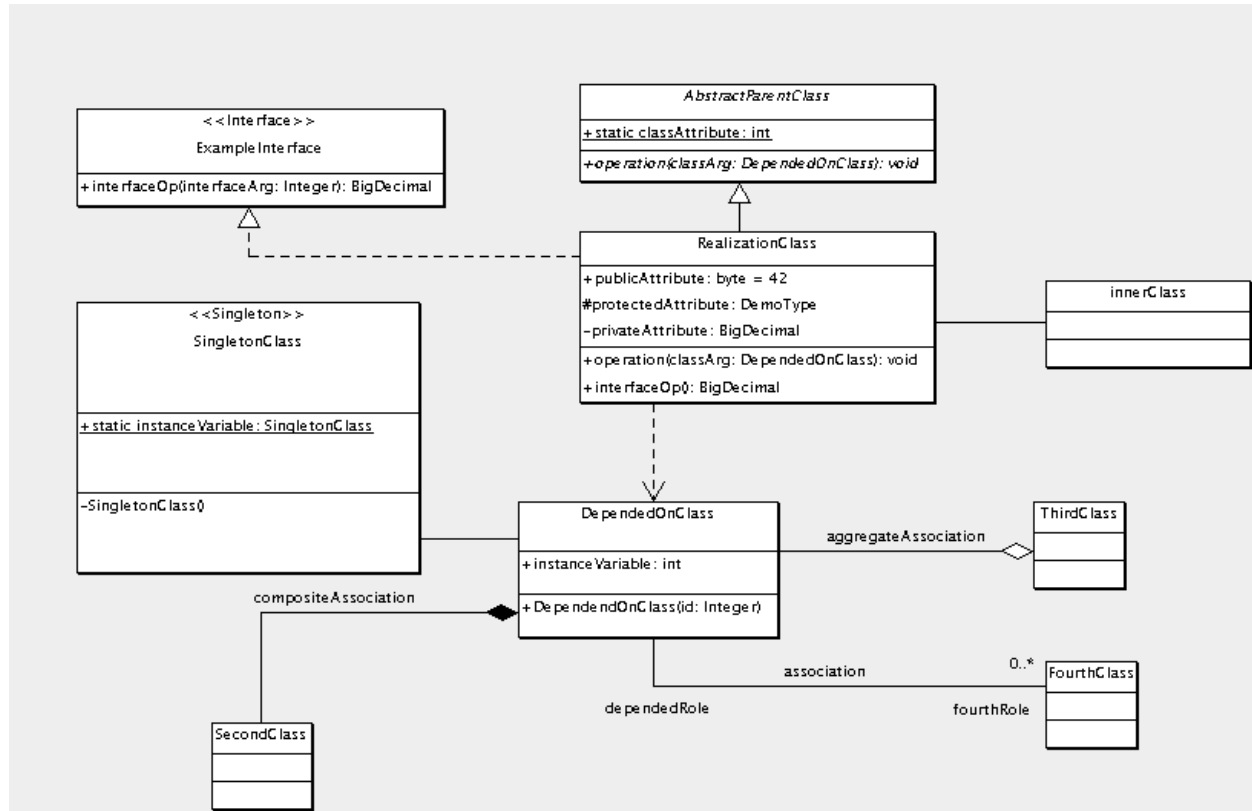 AbstractParentClass
+static classAttribute: int
+operation(classArg: DependedOnClass): void
<<Interface>>
ExampleInterface
+interfaceOp(interfaceArg: Integer): BigDecimal
RealizationClass
+publicAttribute: byte = 42
#protectedAttribute: DemoType
-privateAttribute: BigDecimal
+operation(classArg: DependedOnClass): void
+interfaceOp(): BigDecimal
innerClass
<<Singleton>>
SingletonClass
+static instanceVariable: SingletonClass
-SingletonClass()
DependedOnClass
+instanceVariable: int
+DependendOnClass(id: Integer)
aggregateAssociation
ThirdClass
compositeAssociation
association
0..*
FourthClass
dependedRole
fourthRole
SecondClass